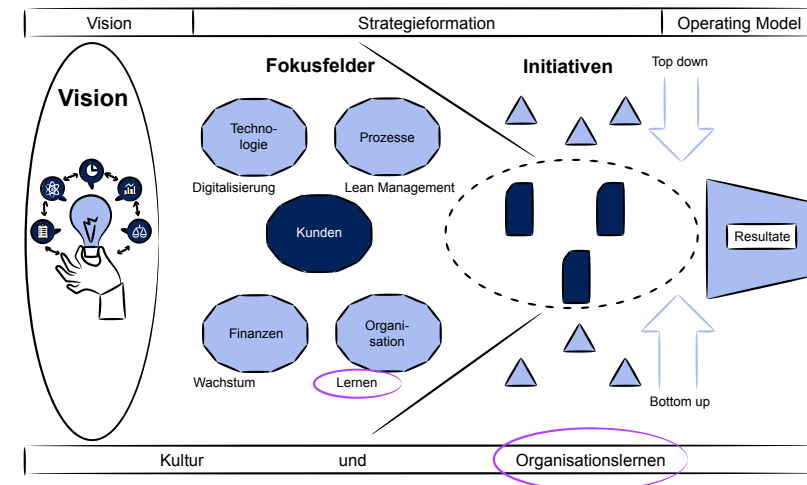 Vision
Strategieformation
Operating Model
Vision
Fokusfelder
Initiativen
Top down
Techno-
logie
Prozesse
Digitalisierung
Lean Management
Kunden
Resultate
Finanzen
Organi-
sation
Wachstum
Lernen
Bottom up
Kultur und Organisationslernen